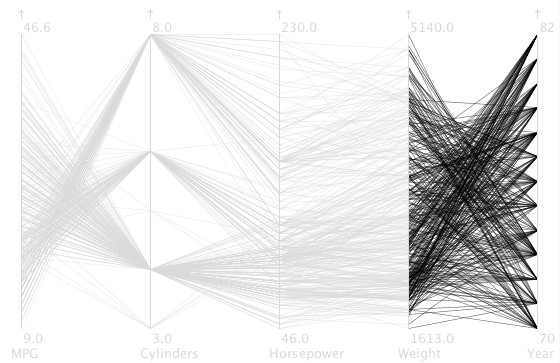 ↑ ↑ ↑ ↑ ↑
46.6 8.0 230.0 5140.0 82
9.0 3.0 46.0 1613.0 70
MPG Cylinders Horsepower Weight Year